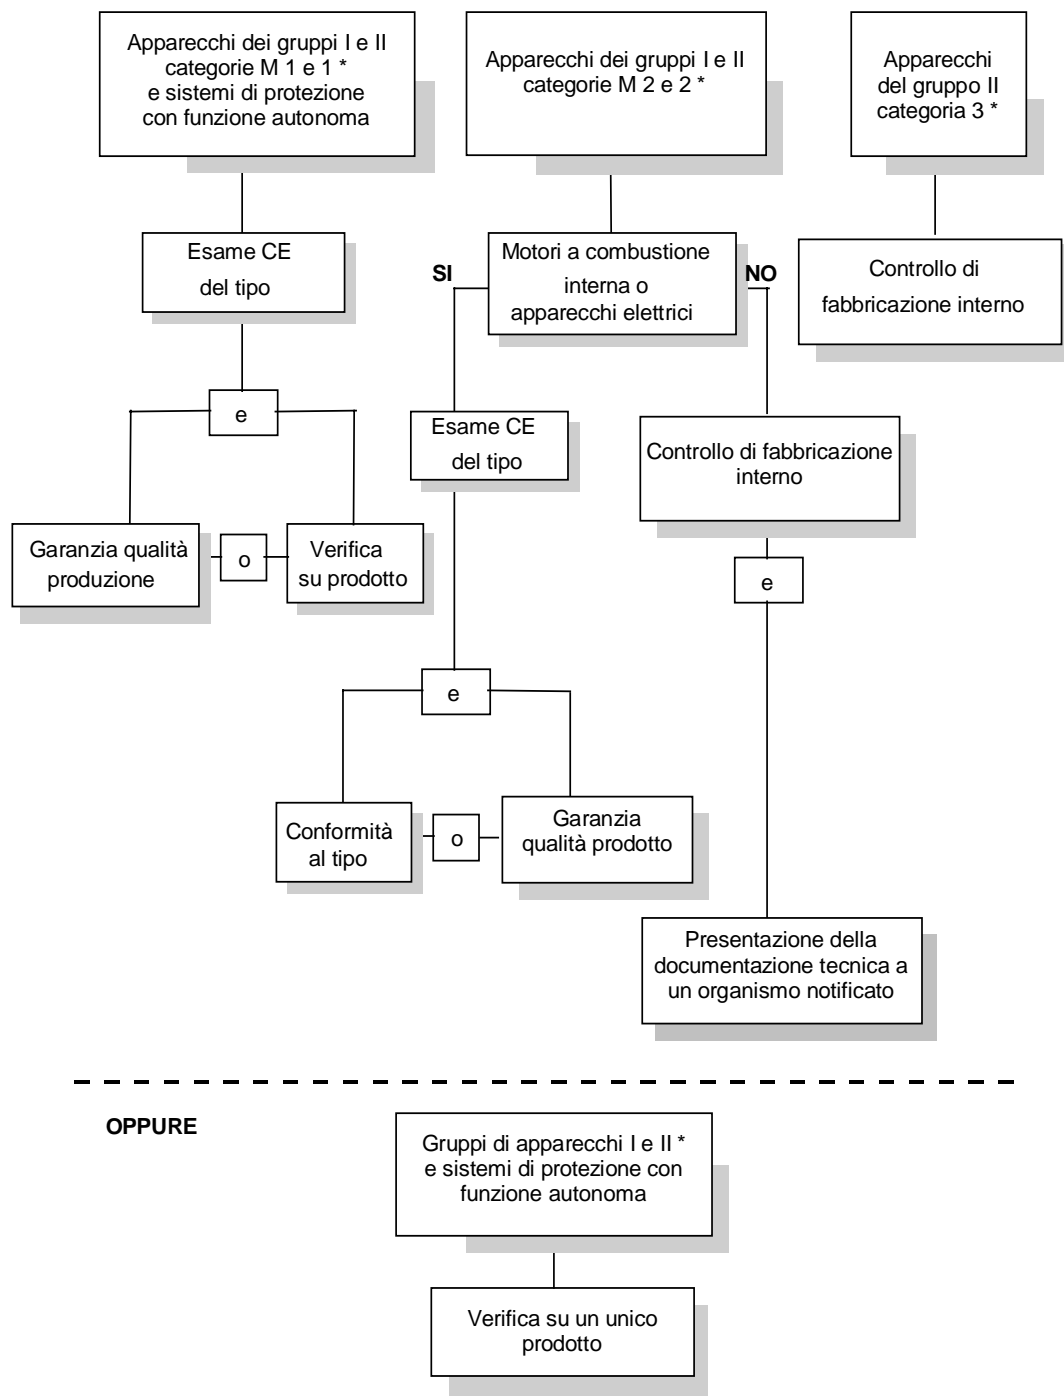 Apparecchi dei gruppi I e II
categorie M 1 e 1 *
e sistemi di protezione
con funzione autonoma
Apparecchi dei gruppi I e II
categorie M 2 e 2 *
Apparecchi
del gruppo II
categoria 3 *
Esame CE
del tipo
SI
Motori a combustione
interna o
apparecchi elettrici
NO
Controllo di
fabbricazione interno
e
Esame CE
del tipo
Controllo di fabbricazione
interno
Garanzia qualità
produzione
o
Verifica
su prodotto
e
e
Conformità
al tipo
o
Garanzia
qualità prodotto
Presentazione della
documentazione tecnica a
un organismo notificato
OPPURE
Gruppi di apparecchi I e II *
e sistemi di protezione con
funzione autonoma
Verifica su un unico
prodotto